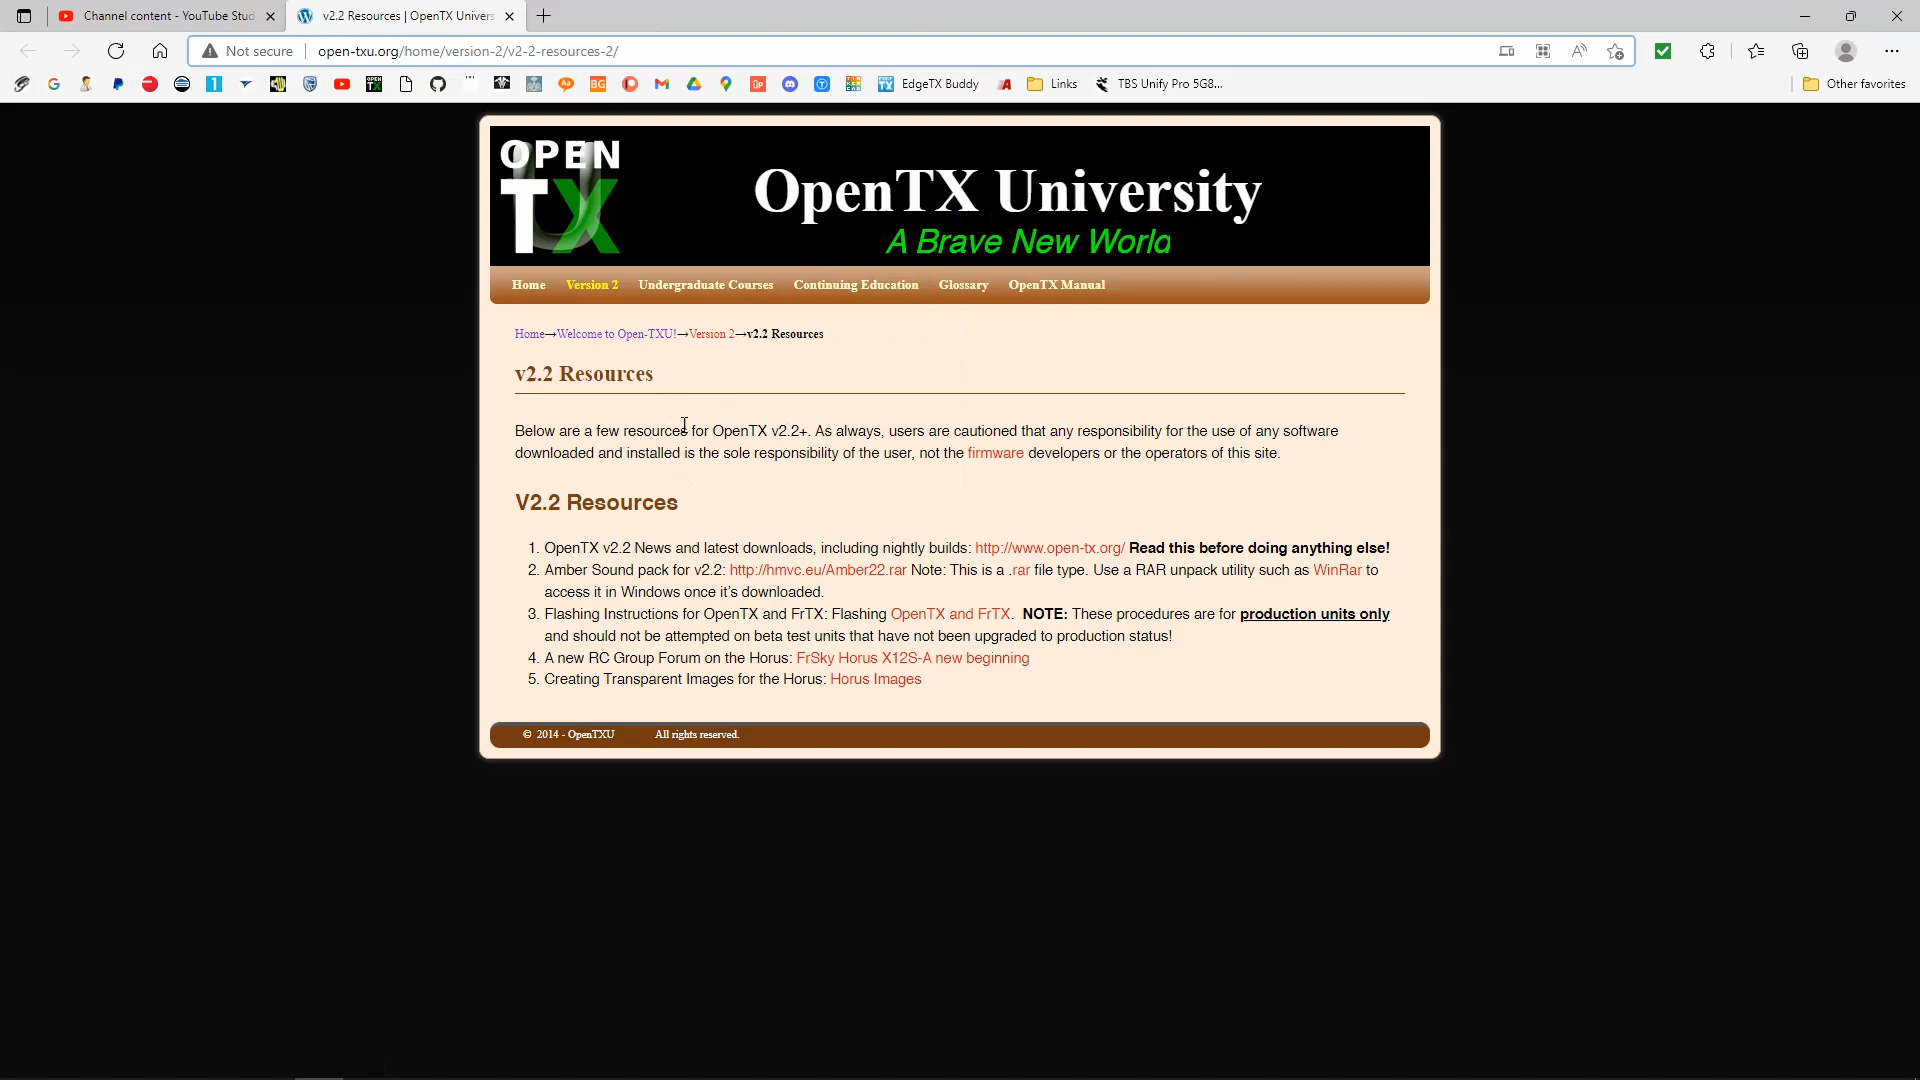 Channel content - YouTube Stud
v2.2 Resources | OpenTX Univers
Not secure
open-txu.org/home/version-2/v2-2-resources-2/
EdgeTX Buddy
Links
TBS Unify Pro 5G8...
Other favorites
OPEN
TX
OpenTX University
A Brave New World
Home Version 2 Undergraduate Courses Continuing Education Glossary OpenTX Manual
Home→Welcome to Open-TXU!→Version 2→v2.2 Resources
v2.2 Resources
Below are a few resources for OpenTX v2.2+. As always, users are cautioned that any responsibility for the use of any software
downloaded and installed is the sole responsibility of the user, not the firmware developers or the operators of this site.
V2.2 Resources
1. OpenTX v2.2 News and latest downloads, including nightly builds: http://www.open-tx.org/ Read this before doing anything else!
2. Amber Sound pack for v2.2: http://hmvc.eu/Amber22.rar Note: This is a .rar file type. Use a RAR unpack utility such as WinRar to
access it in Windows once it's downloaded.
3. Flashing Instructions for OpenTX and FrTX: Flashing OpenTX and FrTX. NOTE: These procedures are for production units only
and should not be attempted on beta test units that have not been upgraded to production status!
4. A new RC Group Forum on the Horus: FrSky Horus X12S-A new beginning
5. Creating Transparent Images for the Horus: Horus Images
© 2014 - OpenTXU All rights reserved.